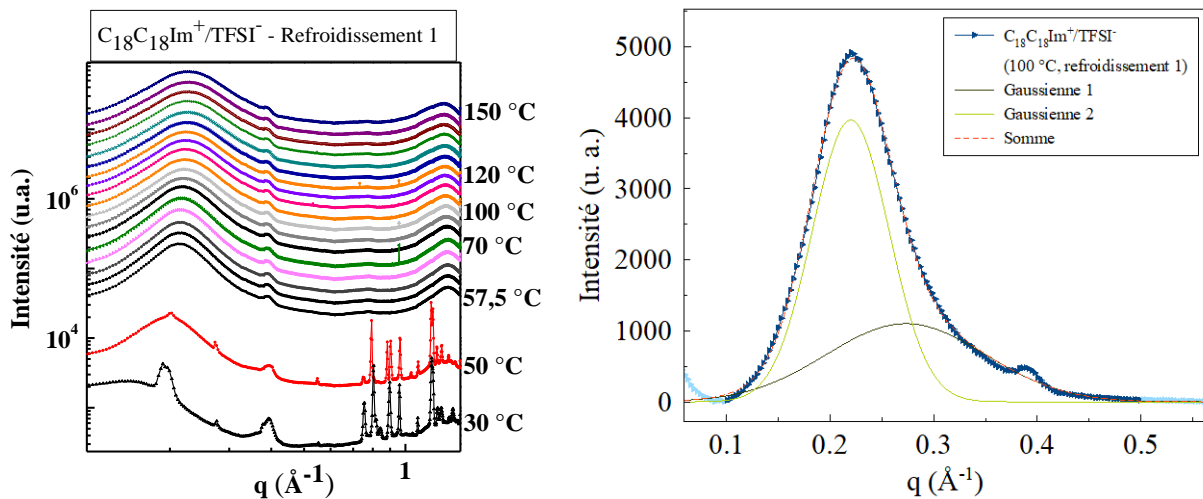 C₁₈C₁₈Im⁺/TFSI⁻ - Refroidissement 1
Intensité (u.a.)
10⁶
10⁴
150 °C
120 °C
100 °C
70 °C
57,5 °C
50 °C
30 °C
1
q (Å⁻¹)
Intensité (u. a.)
5000
4000
3000
2000
1000
0
0.1
0.2
0.3
0.4
0.5
q (Å⁻¹)
C₁₈C₁₈Im⁺/TFSI⁻
(100 °C, refroidissement 1)
Gaussienne 1
Gaussienne 2
Somme